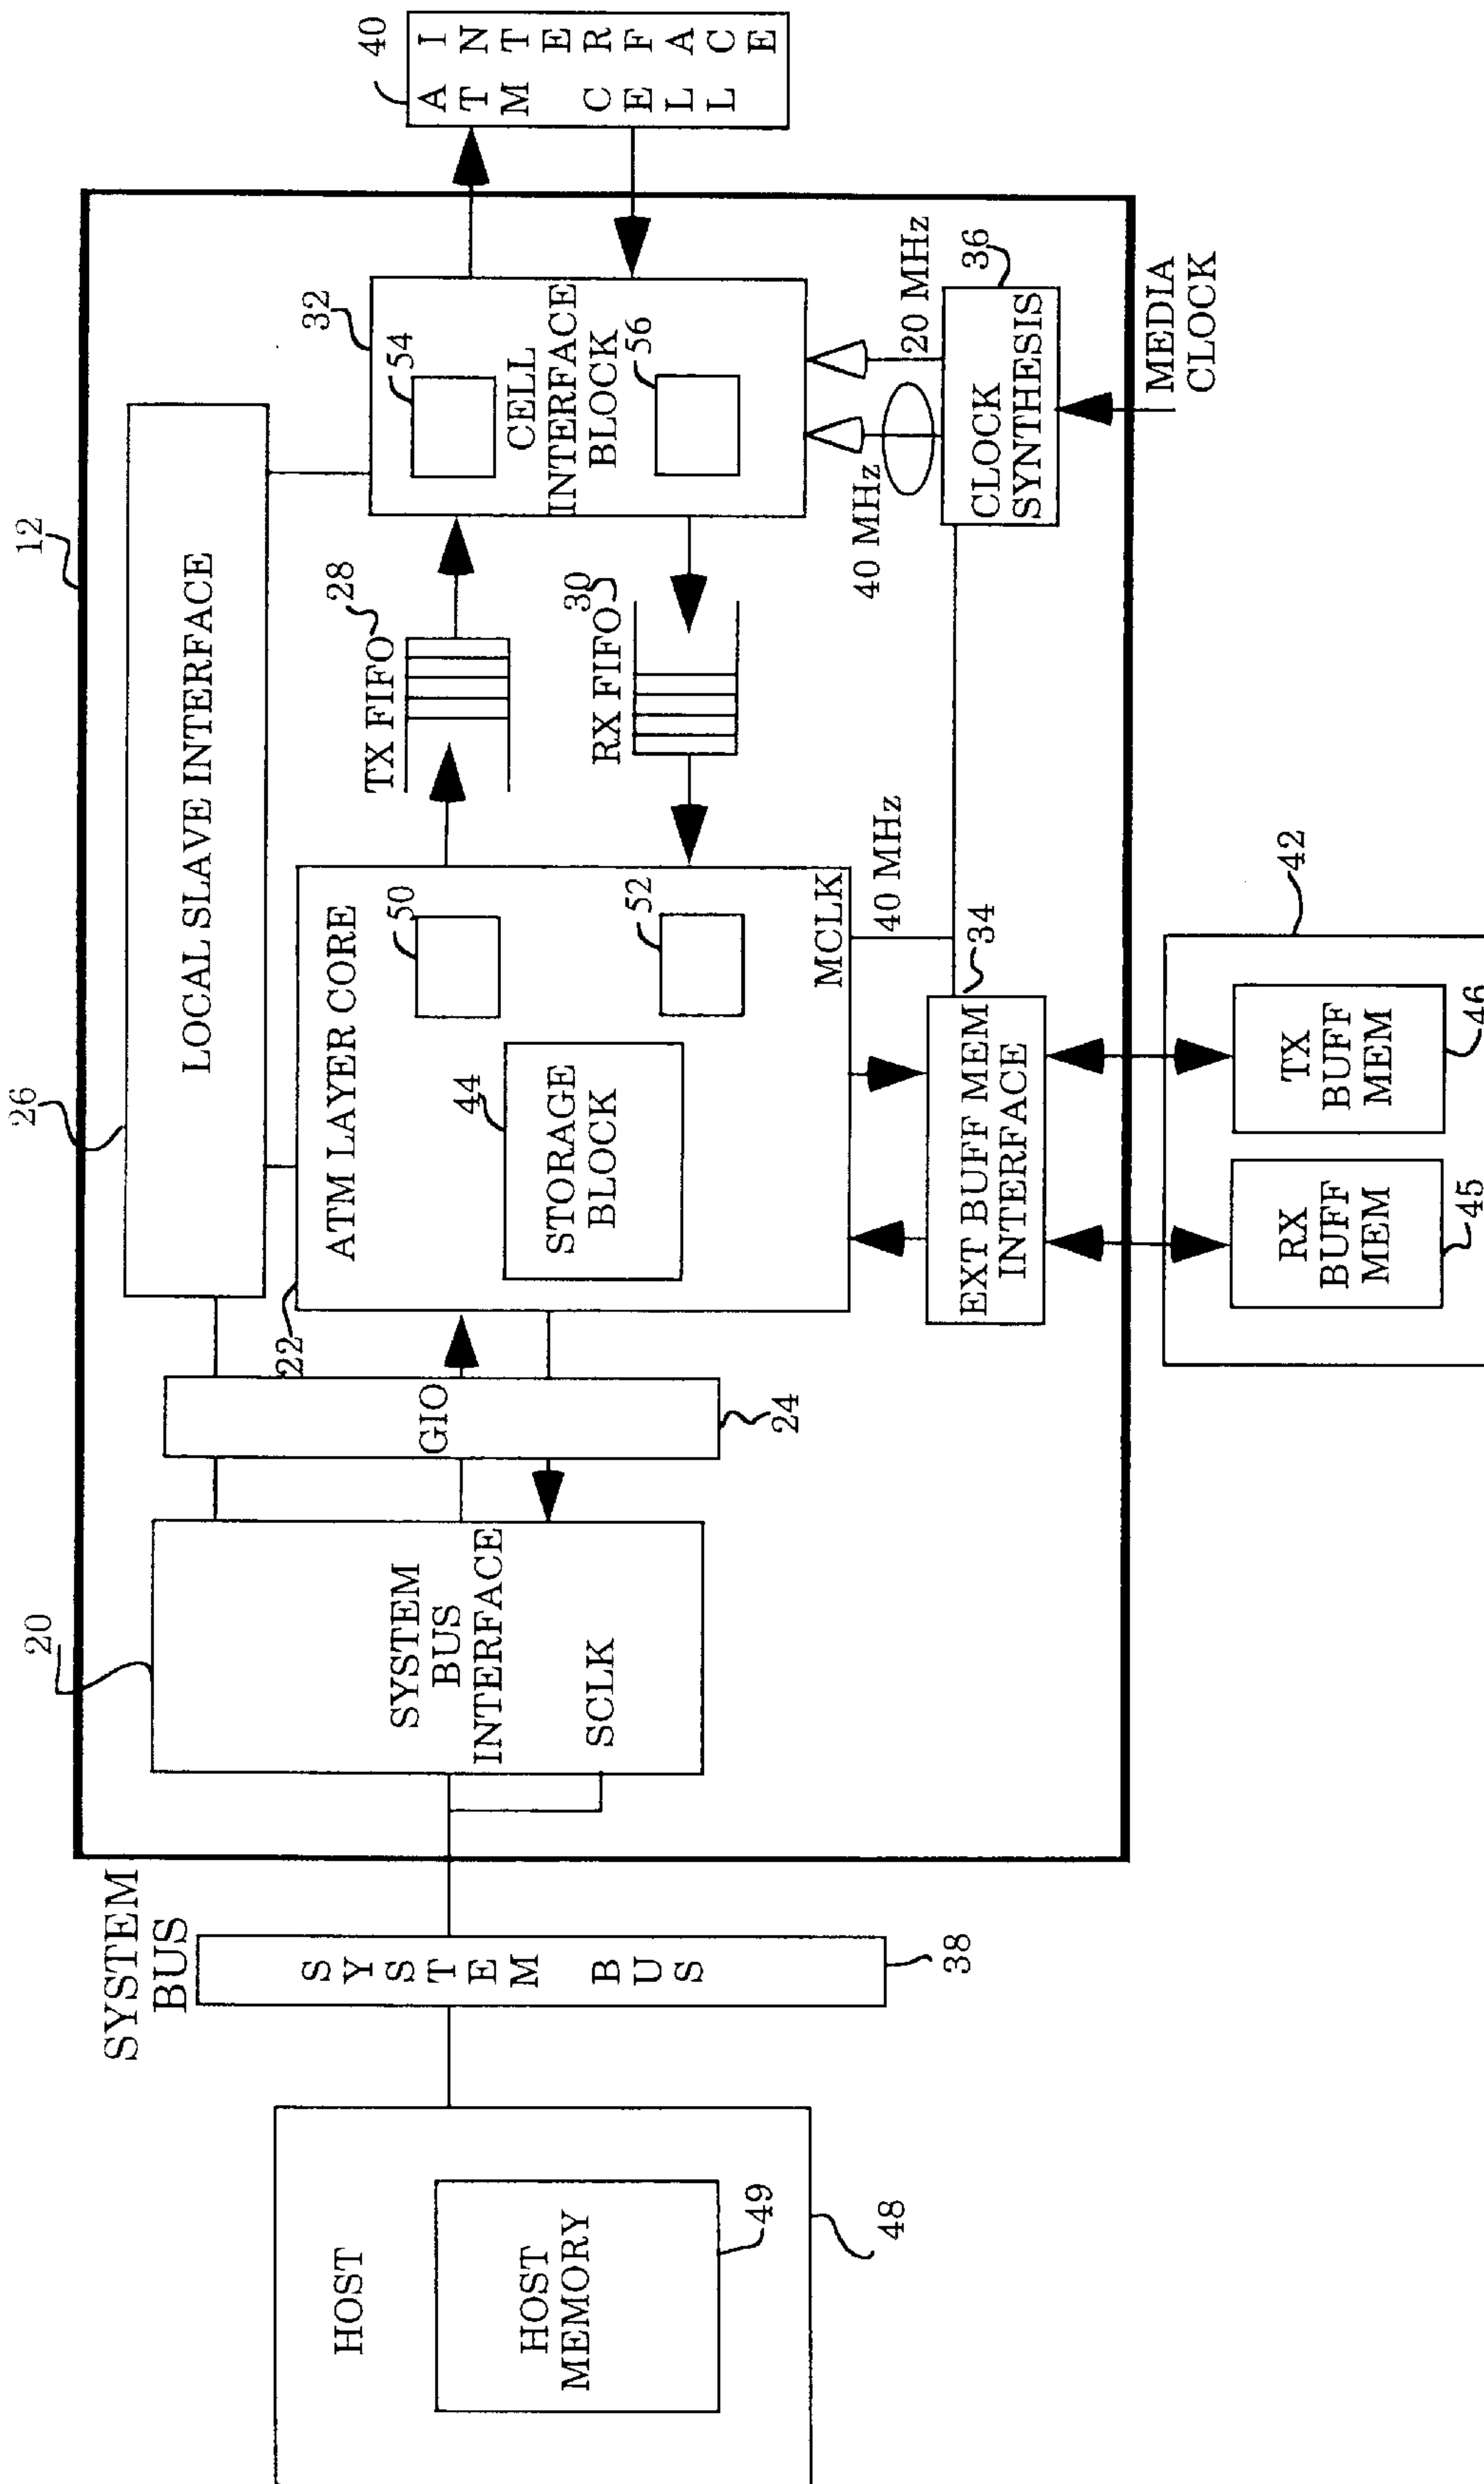 12
26
20
LOCAL SLAVE INTERFACE
SYSTEM
BUS
SYSTEM BUS
38
HOST
HOST
MEMORY
49
48
SYSTEM
BUS
INTERFACE
SCLK
GIO
24
22
ATM LAYER CORE
44
STORAGE
BLOCK
50
52
MCLK
40 MHz
TX FIFO
28
RX FIFO
30
32
54
CELL
INTERFACE
BLOCK
56
40
ATM CELL
INTERFACE
40 MHz
20 MHz
36
CLOCK
SYNTHESIS
MEDIA
CLOCK
34
EXT BUFF MEM
INTERFACE
42
RX
BUFF
MEM
45
TX
BUFF
MEM
46